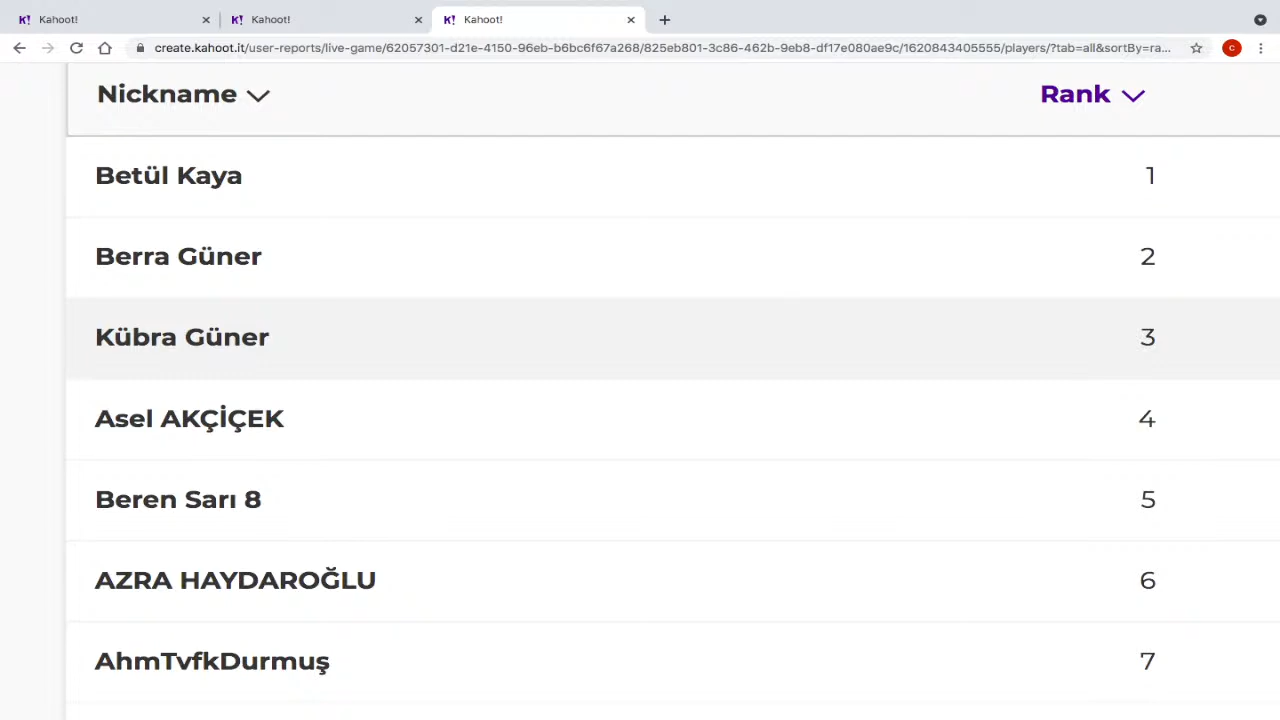 K! Kahoot!
K! Kahoot!
K! Kahoot!
create.kahoot.it/user-reports/live-game/62057301-d21e-4150-96eb-b6bc6f67a268/825eb801-3c86-462b-9eb8-df17e080ae9c/1620843405555/players/?tab=all&sortBy=ra...
C
Nickname Rank
Betül Kaya 1
Berra Güner 2
Kübra Güner 3
Asel AKÇİÇEK 4
Beren Sarı 8 5
AZRA HAYDAROĞLU 6
AhmTvfkDurmuş 7